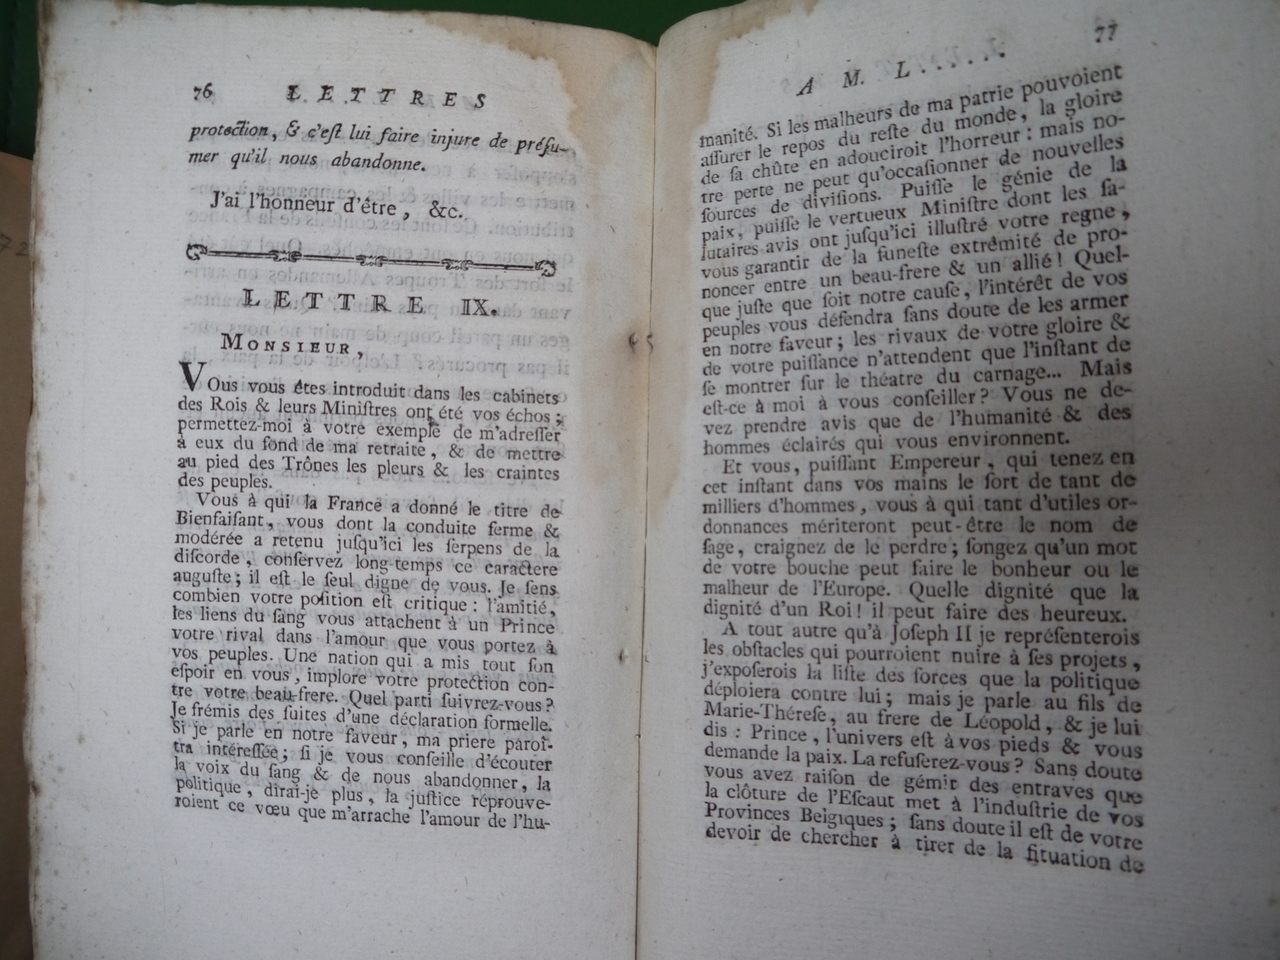 76 LETTRES
protection, & c'eſt lui faire injure de préſu-
mer qu'il nous abandonne.
J'ai l'honneur d'être, &c.
LETTRE IX.
MONSIEUR,
VOus vous êtes introduit dans les cabinets
des Rois & leurs Miniſtres ont été vos échos;
permettez-moi à votre exemple de m'adreſſer
à eux du fond de ma retraite, & de mettre
au pied des Trônes les pleurs & les craintes
des peuples.
Vous à qui la France a donné le titre de
Bienfaiſant, vous dont la conduite ferme &
modérée a retenu juſqu'ici les ſerpens de la
diſcorde, conſervez long-temps ce caractere
auguſte; il eſt le ſeul digne de vous. Je ſens
combien votre poſition eſt critique: l'amitié,
les liens du ſang vous attachent à un Prince
votre rival dans l'amour que vous portez à
vos peuples. Une nation qui a mis tout ſon
eſpoir en vous, implore votre protection con-
tre votre beau-frere. Quel parti ſuivrez-vous?
Je frémis des ſuites d'une déclaration formelle.
Si je parle en notre faveur, ma priere paroî-
tra intéreſſée; ſi je vous conſeille d'écouter
la voix du ſang & de nous abandonner, la
politique, dirai-je plus, la juſtice réprouve-
roient ce vœu que m'arrache l'amour de l'hu-
A M. L...... 77
manité. Si les malheurs de ma patrie pouvoient
aſſurer le repos du reſte du monde, la gloire
de ſa chûte en adouciroit l'horreur: mais no-
tre perte ne peut qu'occaſionner de nouvelles
ſources de diviſions. Puiſſe le génie de la
paix, puiſſe le vertueux Miniſtre dont les ſa-
lutaires avis ont juſqu'ici illuſtré votre regne,
vous garantir de la funeſte extrêmité de pro-
noncer entre un beau-frere & un allié! Quel-
que juſte que ſoit notre cauſe, l'intérêt de vos
peuples vous défendra ſans doute de les armer
en notre faveur; les rivaux de votre gloire &
de votre puiſſance n'attendent que l'inſtant de
ſe montrer ſur le théatre du carnage... Mais
eſt-ce à moi à vous conſeiller? Vous ne de-
vez prendre avis que de l'humanité & des
hommes éclairés qui vous environnent.
Et vous, puiſſant Empereur, qui tenez en
cet inſtant dans vos mains le ſort de tant de
milliers d'hommes, vous à qui tant d'utiles or-
donnances mériteront peut-être le nom de
ſage, craignez de le perdre; ſongez qu'un mot
de votre bouche peut faire le bonheur ou le
malheur de l'Europe. Quelle dignité que la
dignité d'un Roi! il peut faire des heureux.
A tout autre qu'à Joſeph II je repréſenterois
les obſtacles qui pourroient nuire à ſes projets,
j'expoſerois la liſte des forces que la politique
déploiera contre lui; mais je parle au fils de
Marie-Théreſe, au frere de Léopold, & je lui
dis: Prince, l'univers eſt à vos pieds & vous
demande la paix. La refuſerez-vous? Sans doute
vous avez raiſon de gémir des entraves que
la clôture de l'Eſcaut met à l'induſtrie de vos
Provinces Belgiques; ſans doute il eſt de votre
devoir de chercher à tirer de la ſituation de